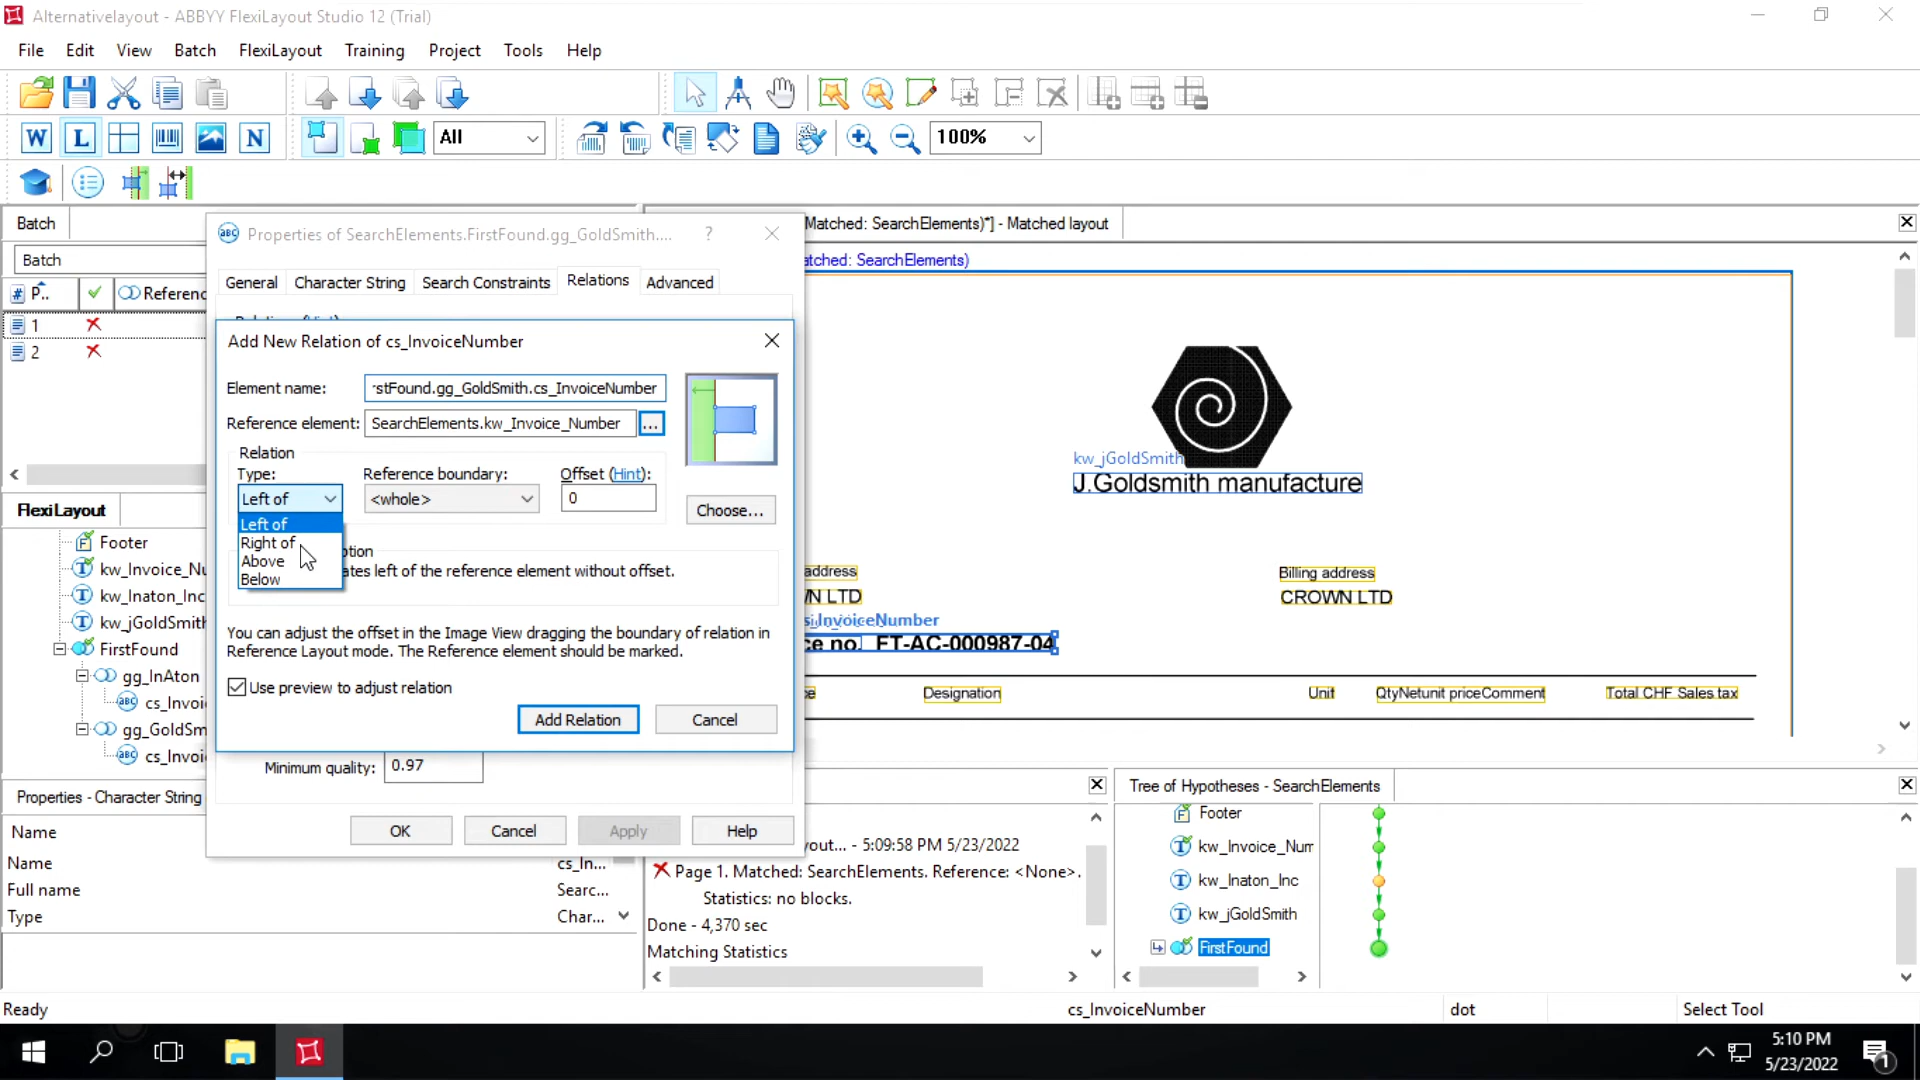 Alternativelayout - ABBYY FlexiLayout Studio 12 (Trial)
File Edit View Batch FlexiLayout Training Project Tools Help
W L N All 100%
Batch
Properties of SearchElements.FirstFound.gg_GoldSmith....
?
Matched: SearchElements)*] - Matched layout
Batch
atched: SearchElements)
General Character String Search Constraints Relations Advanced
# P.. Referenc
1
2
Add New Relation of cs_InvoiceNumber
Element name: stFound.gg_GoldSmith.cs_InvoiceNumber
Reference element: SearchElements.kw_Invoice_Number ...
Relation
Type: Reference boundary: Offset (Hint):
Left of <whole> 0
Choose...
Left of
Right of
Above
Below
ption
ates left of the reference element without offset.
You can adjust the offset in the Image View dragging the boundary of relation in
Reference Layout mode. The Reference element should be marked.
Use preview to adjust relation
Add Relation Cancel
Minimum quality: 0.97
OK Cancel Apply Help
kw_jGoldSmith
J.Goldsmith manufacture
address
Billing address
N LTD
CROWN LTD
InvoiceNumber
ce no. FT-AC-000987-04
Designation Unit QtyNetunit priceComment Total CHF Sales tax
FlexiLayout
Footer
kw_Invoice_Nu
kw_Inaton_Inc
kw_jGoldSmith
FirstFound
gg_InAton
cs_Invoi
gg_GoldSm
cs_Invoi
Properties - Character String
Name
Name cs_In...
Full name Searc...
Type Char...
yout... - 5:09:58 PM 5/23/2022
Page 1. Matched: SearchElements. Reference: <None>.
Statistics: no blocks.
Done - 4,370 sec
Matching Statistics
Tree of Hypotheses - SearchElements
Footer
kw_Invoice_Num
kw_Inaton_Inc
kw_jGoldSmith
FirstFound
Ready cs_InvoiceNumber dot Select Tool
5:10 PM
5/23/2022
1